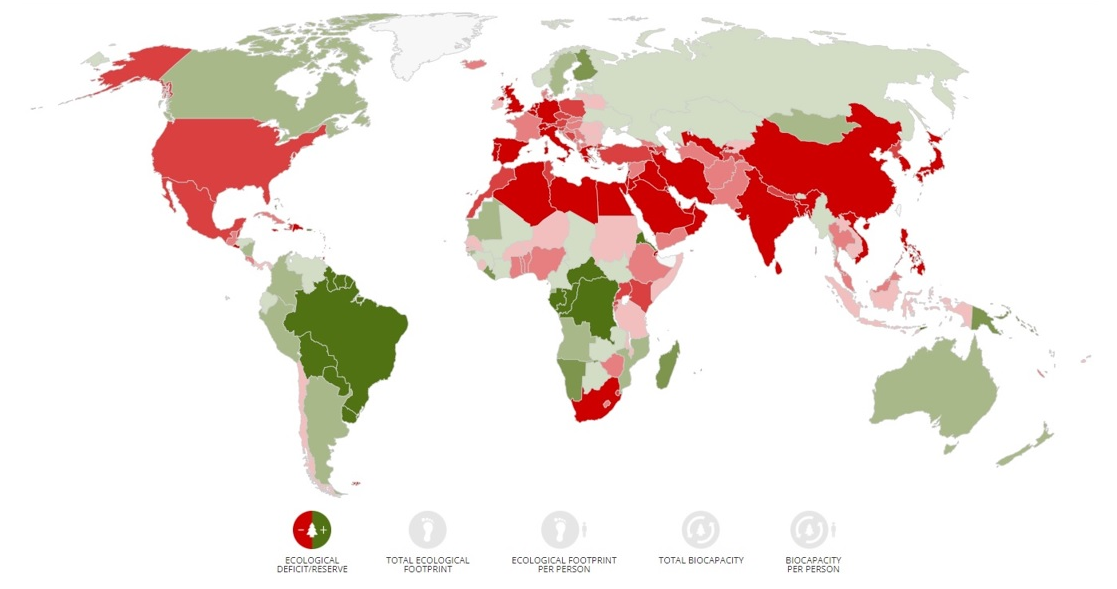 - +
ECOLOGICAL
DEFICIT/RESERVE
TOTAL ECOLOGICAL
FOOTPRINT
ECOLOGICAL FOOTPRINT
PER PERSON
TOTAL BIOCAPACITY
BIOCAPACITY
PER PERSON